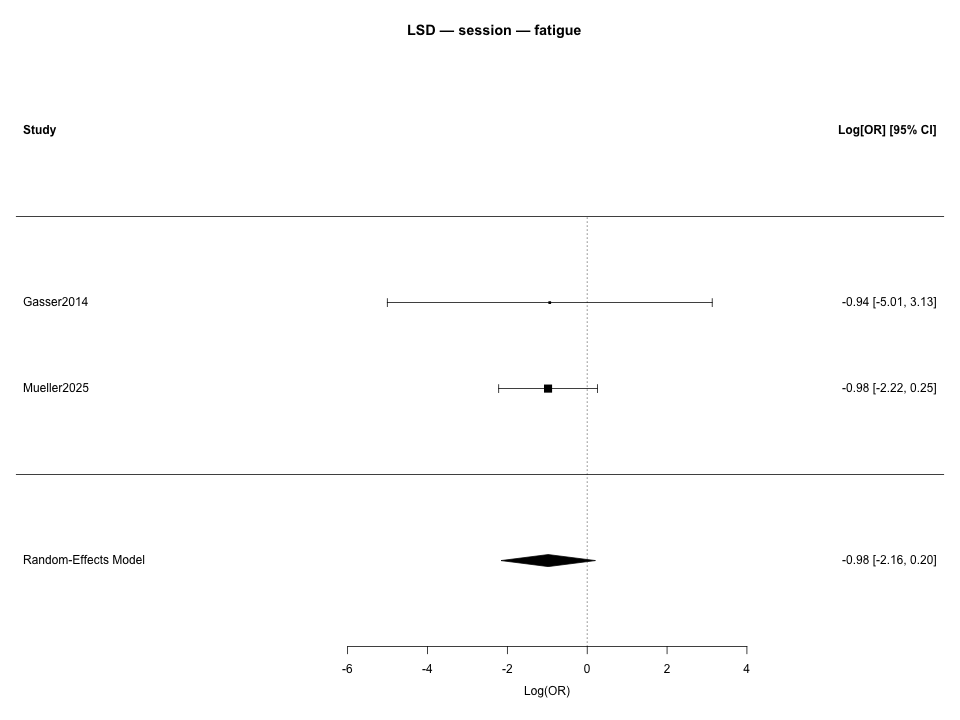 LSD — session — fatigue
Study Log[OR] [95% CI]
Gasser2014 -0.94 [-5.01, 3.13]
Mueller2025 -0.98 [-2.22, 0.25]
Random-Effects Model -0.98 [-2.16, 0.20]
-6 -4 -2 0 2 4
Log(OR)